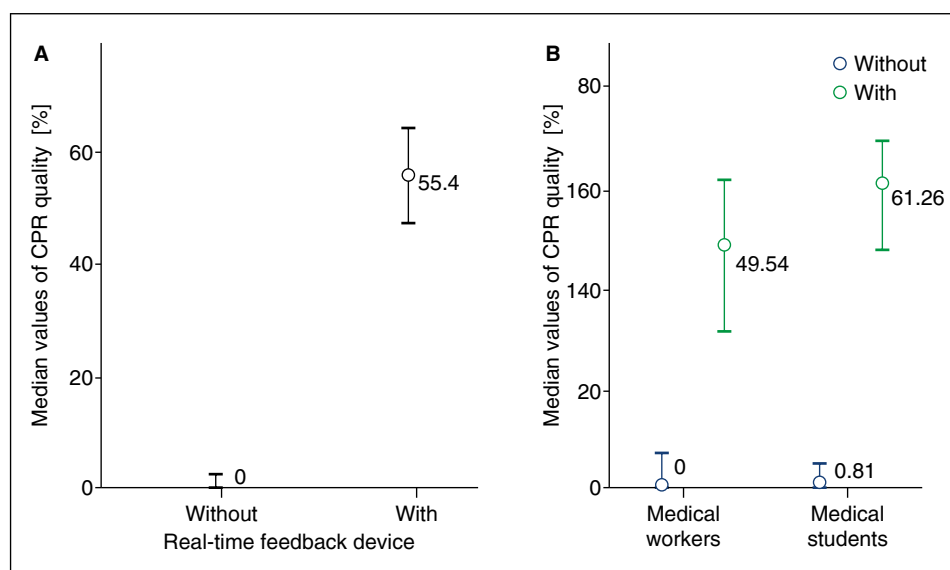 A
Median values of CPR quality [%]
60
40
20
0
55.4
0
Without With
Real-time feedback device
B
Without
With
Median values of CPR quality [%]
80
160
140
20
0
49.54
61.26
0
0.81
Medical
workers
Medical
students